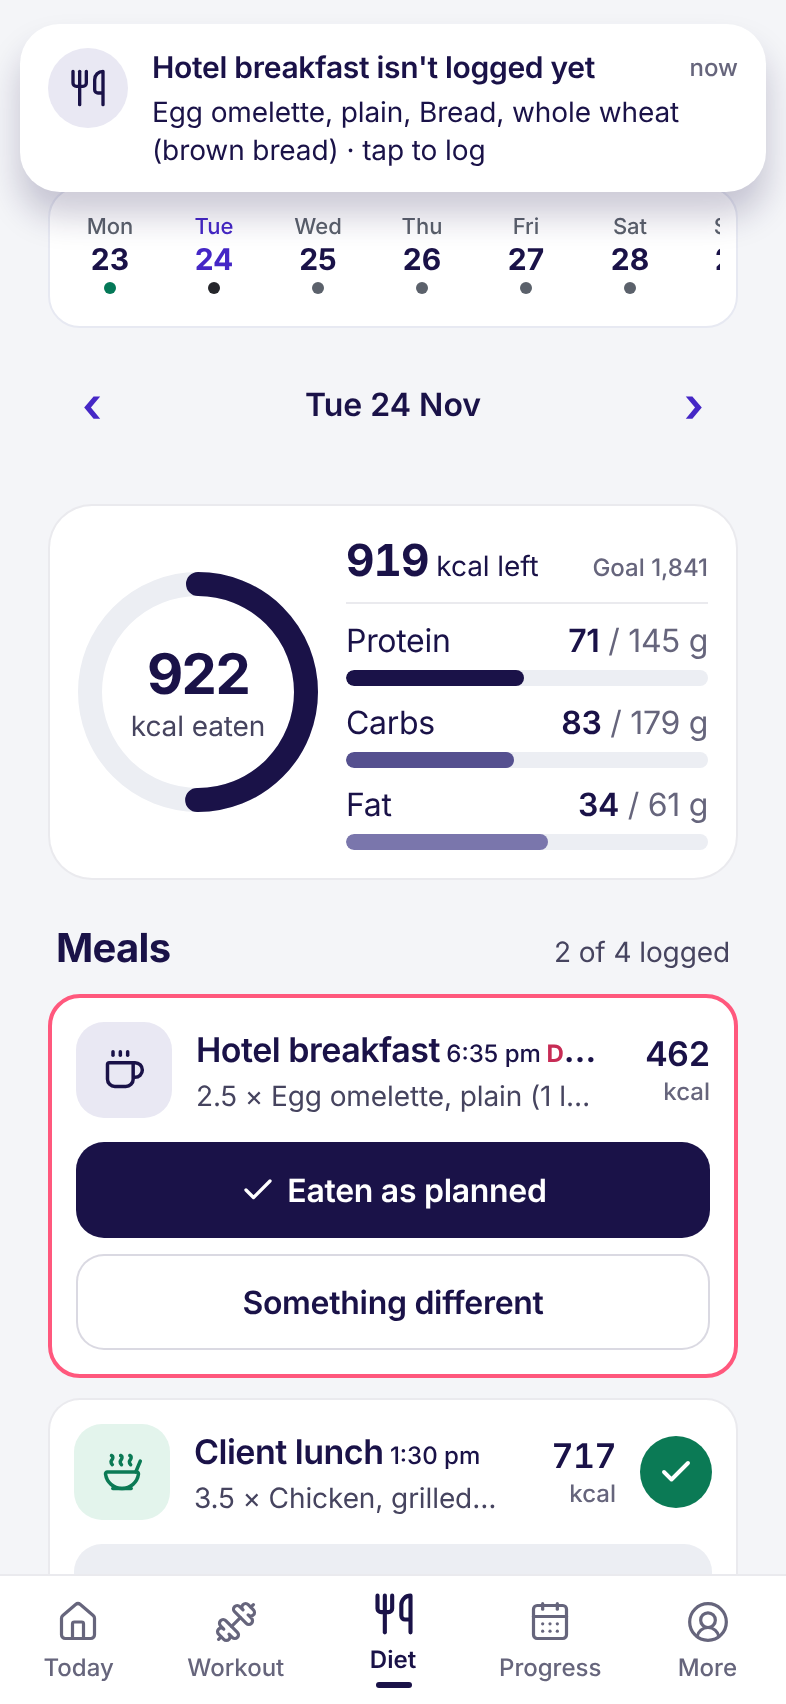 Hotel breakfast isn't logged yet now
Egg omelette, plain, Bread, whole wheat
(brown bread) · tap to log
Mon Tue Wed Thu Fri Sat
23 24 25 26 27 28
‹ Tue 24 Nov ›
919 kcal left Goal 1,841
922
kcal eaten
Protein 71 / 145 g
Carbs 83 / 179 g
Fat 34 / 61 g
Meals 2 of 4 logged
Hotel breakfast 6:35 pm D... 462
2.5 × Egg omelette, plain (1 l... kcal
Eaten as planned
Something different
Client lunch 1:30 pm 717
3.5 × Chicken, grilled... kcal
Today Workout Diet Progress More